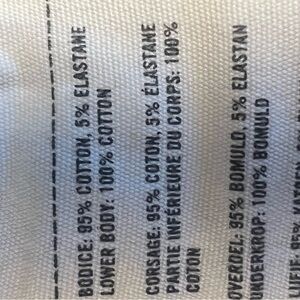 BODICE: 95% COTTON, 5% ELASTANE
LOWER BODY: 100% COTTON
CORSAGE: 95% COTON, 5% ÉLASTANE
PARTIE INFÉRIEURE DU CORPS: 100%
COTON
OVERDEL: 95% BOMULD, 5% ELASTAN
UNDERKROP: 100% BOMULD